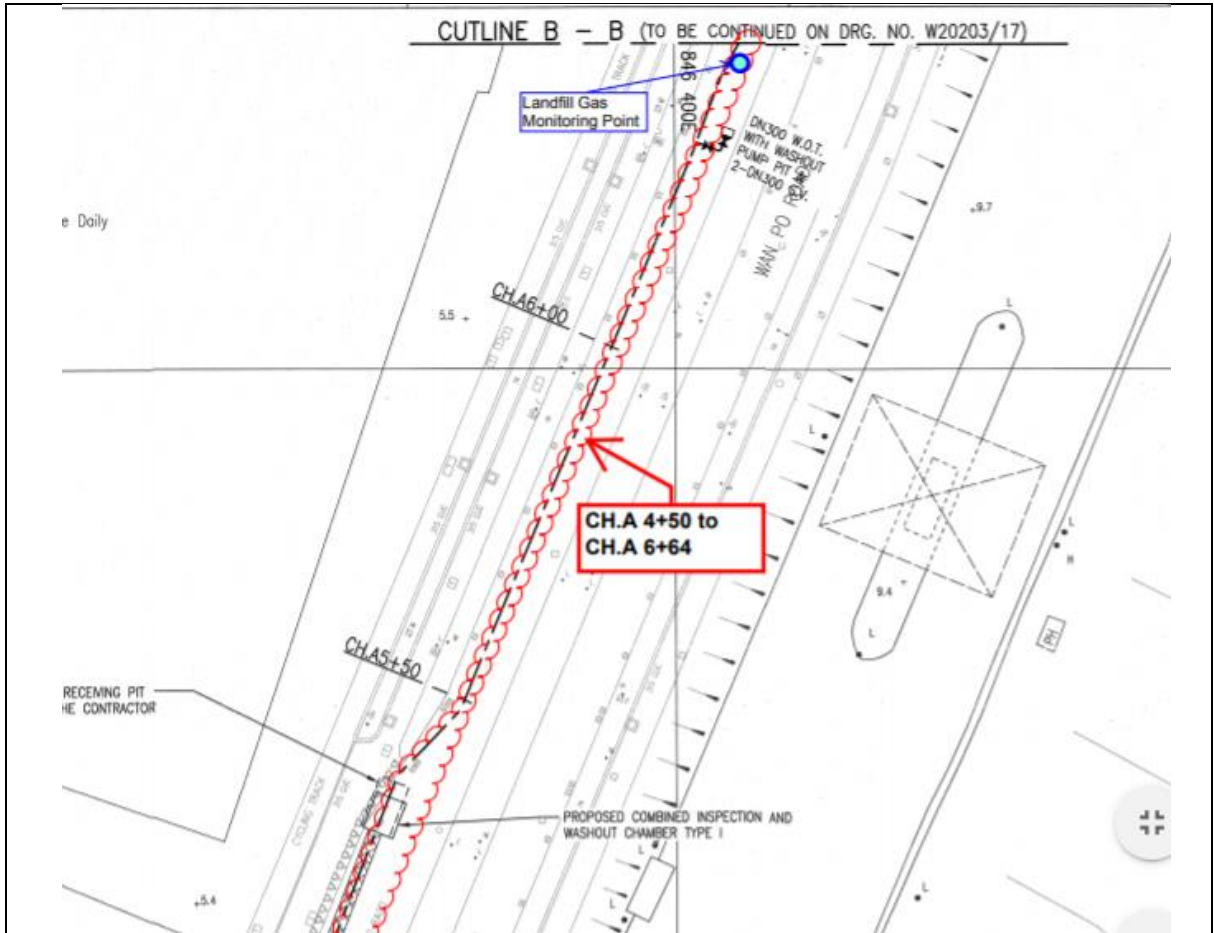 CUTLINE B - B (TO BE CONTINUED ON DRG. NO. W20203/17)
TRACK
846 400E
Landfill Gas
Monitoring Point
DN300 W.O.T.
WITH WASHOUT
PUMP PIT &
2-DN300 S.V.
WAN PO
e Daily
9.7
L
CH.A6+00
5.5
L
CH.A 4+50 to
CH.A 6+64
L
H
9.4
L
PH
CH.A5+50
RECEIVING PIT
HE CONTRACTOR
CYCLING TRACK
PROPOSED COMBINED INSPECTION AND
WASHOUT CHAMBER TYPE I
L
5.4
L
L